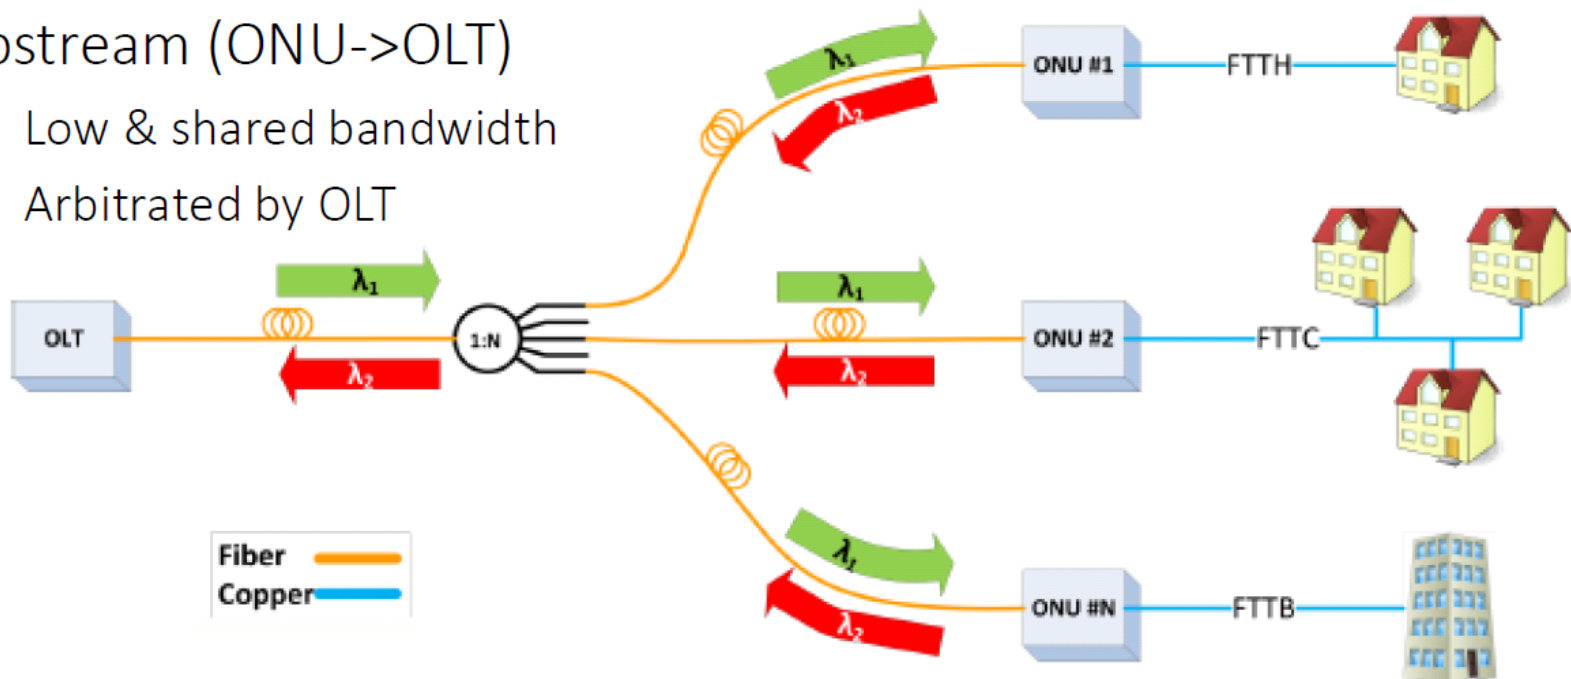 pstream (ONU->OLT)
Low & shared bandwidth
Arbitrated by OLT
λ1
ONU #1
FTTH
λ2
λ1
λ1
OLT
1:N
ONU #2
FTTC
λ2
λ2
Fiber
Copper
λ1
λ2
ONU #N
FTTB